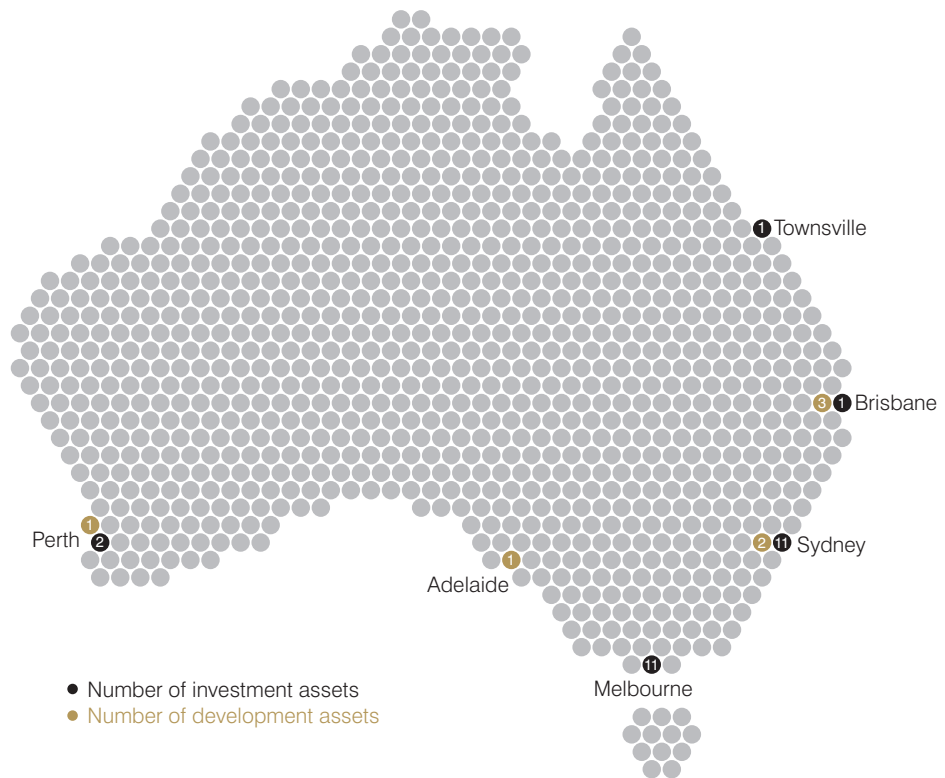 1 Townsville
3 1 Brisbane
1
Perth 2
2 11 Sydney
1
Adelaide
11
Melbourne
Number of investment assets
Number of development assets